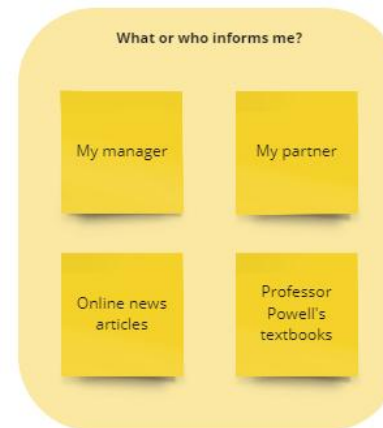 What or who informs me?
My manager
My partner
Online news
articles
Professor
Powell's
textbooks